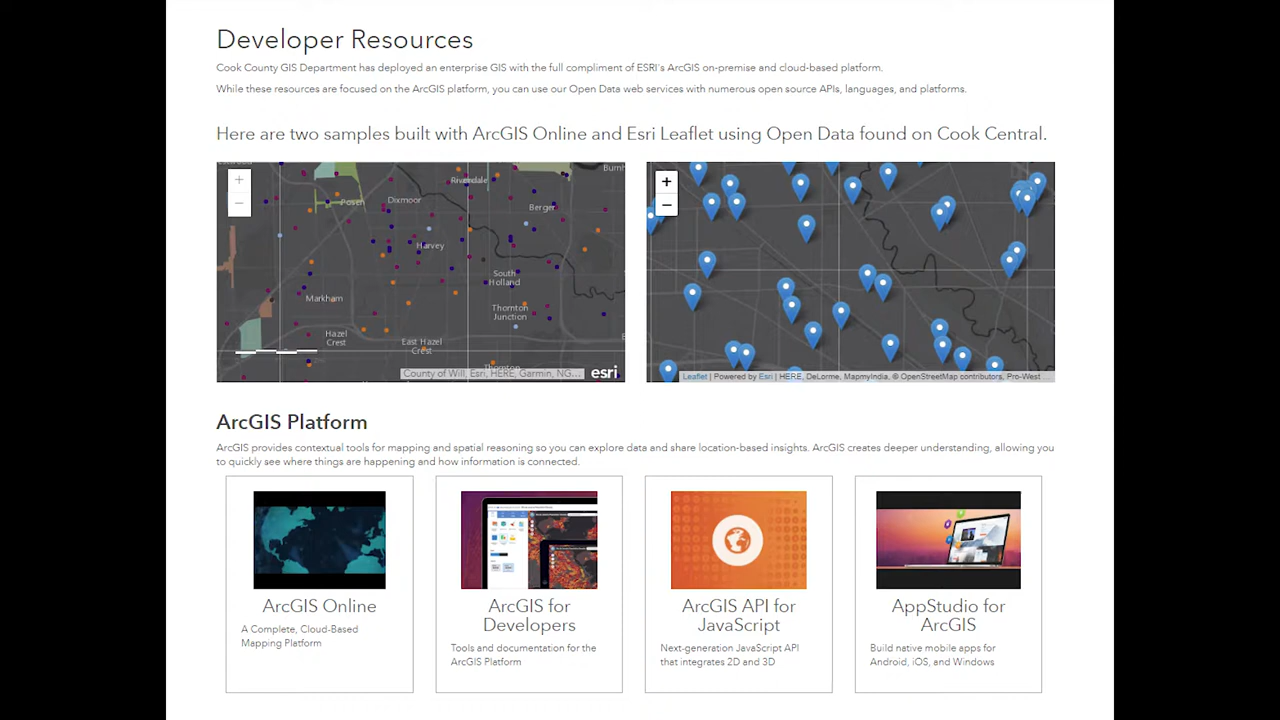 Developer Resources
Cook County GIS Department has deployed an enterprise GIS with the full compliment of ESRI's ArcGIS on-premise and cloud-based platform.
While these resources are focused on the ArcGIS platform, you can use our Open Data web services with numerous open source APIs, languages, and platforms.
Here are two samples built with ArcGIS Online and Esri Leaflet using Open Data found on Cook Central.
+
−
Riverdale
Posen
Dixmoor
Berger
Harvey
South
Holland
Markham
Thornton
Junction
Hazel
Crest
East Hazel
Crest
Thornton
County of Will, Esri, HERE, Garmin, NG...
esri
+
−
Leaflet | Powered by Esri | HERE, DeLorme, MapmyIndia, © OpenStreetMap contributors, Pro-West
ArcGIS Platform
ArcGIS provides contextual tools for mapping and spatial reasoning so you can explore data and share location-based insights. ArcGIS creates deeper understanding, allowing you
to quickly see where things are happening and how information is connected.
ArcGIS Online
A Complete, Cloud-Based
Mapping Platform
ArcGIS for
Developers
Tools and documentation for the
ArcGIS Platform
ArcGIS API for
JavaScript
Next-generation JavaScript API
that integrates 2D and 3D
AppStudio for
ArcGIS
Build native mobile apps for
Android, iOS, and Windows